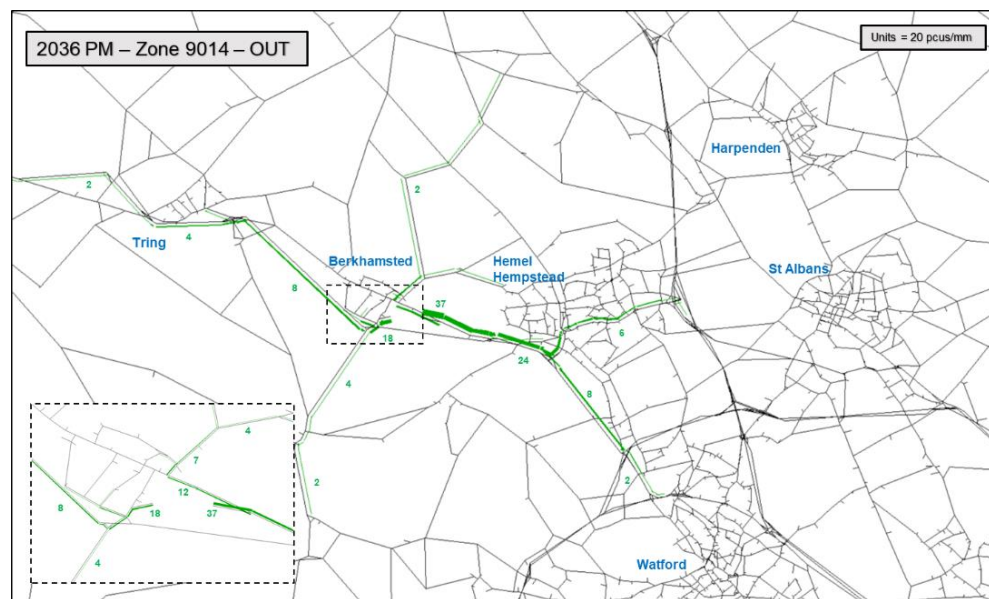 2036 PM – Zone 9014 – OUT
Units = 20 pcus/mm
Harpenden
2
2
4
Tring
Berkhamsted
Hemel
Hempstead
St Albans
8
37
6
18
24
4
8
4
7
12
2
2
8
18
37
4
Watford